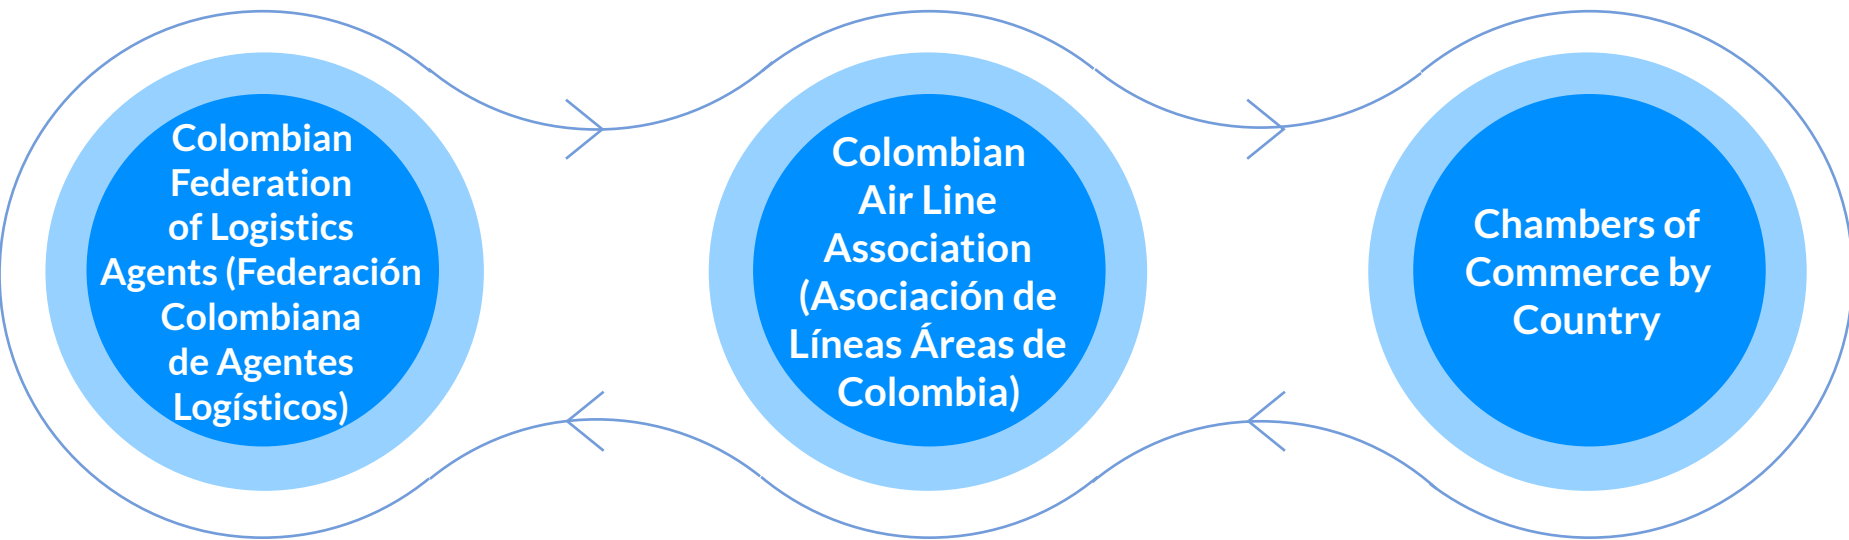 Colombian
Federation
of Logistics
Agents (Federación
Colombiana
de Agentes
Logísticos)
Colombian
Air Line
Association
(Asociación de
Líneas Áreas de
Colombia)
Chambers of
Commerce by
Country